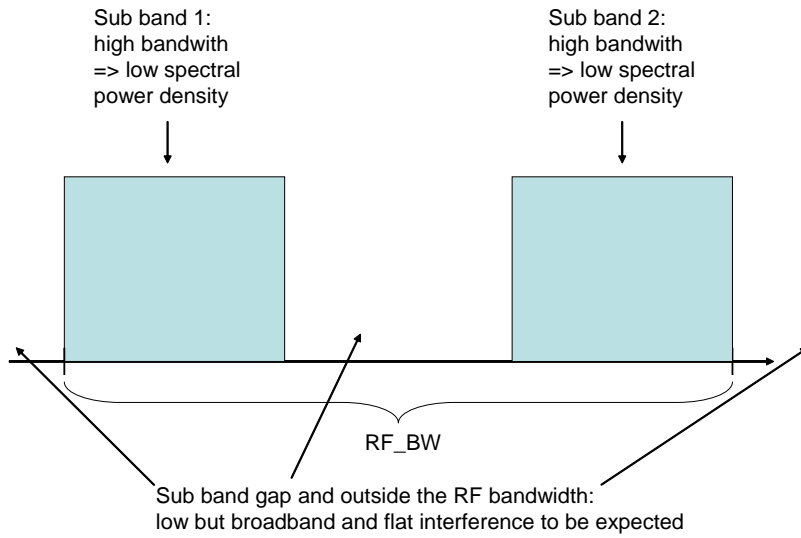 Sub band 1:
high bandwith
=> low spectral
power density
Sub band 2:
high bandwith
=> low spectral
power density
RF_BW
Sub band gap and outside the RF bandwidth:
low but broadband and flat interference to be expected